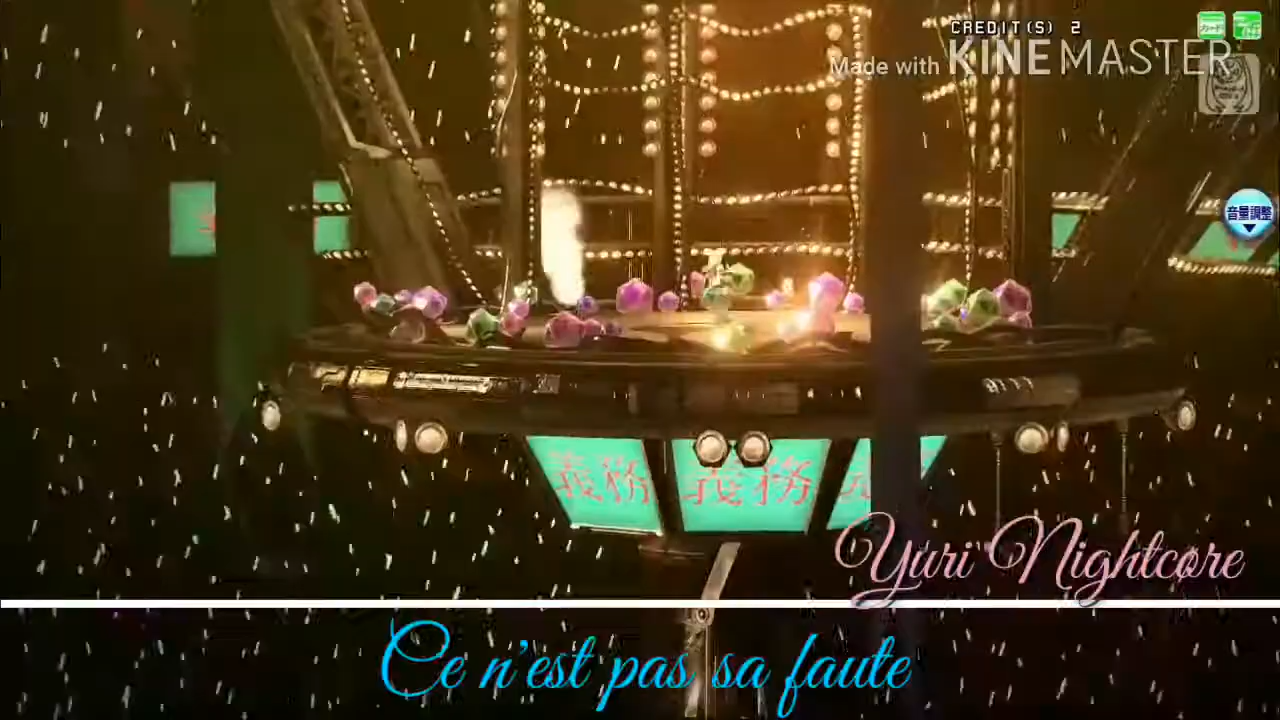 CREDIT(S) 2
Made with KINEMASTER
音量調整
義務 義務
Yuri Nightcore
Ce n'est pas sa faute